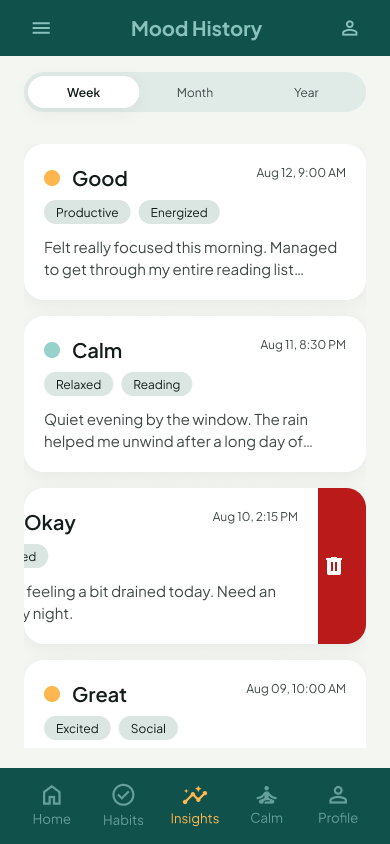 Mood History
Week Month Year
Good Aug 12, 9:00 AM
Productive Energized
Felt really focused this morning. Managed
to get through my entire reading list...
Calm Aug 11, 8:30 PM
Relaxed Reading
Quiet evening by the window. The rain
helped me unwind after a long day of...
Okay Aug 10, 2:15 PM
ed
feeling a bit drained today. Need an
y night.
Great Aug 09, 10:00 AM
Excited Social
Home Habits Insights Calm Profile